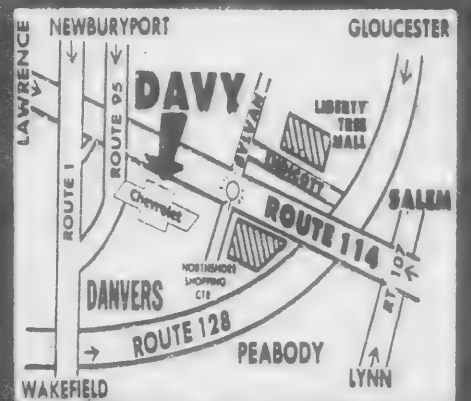 NEWBURYPORT
GLOUCESTER
LAWRENCE
ROUTE 1
ROUTE 95
DAVY
SYLVAN
LIBERTY
TREE
MALL
ENDICOTT
SALEM
Chevrolet
ROUTE 114
RT 107
NORTHSHORE
SHOPPING
CTR
DANVERS
ROUTE 128
PEABODY
WAKEFIELD
LYNN